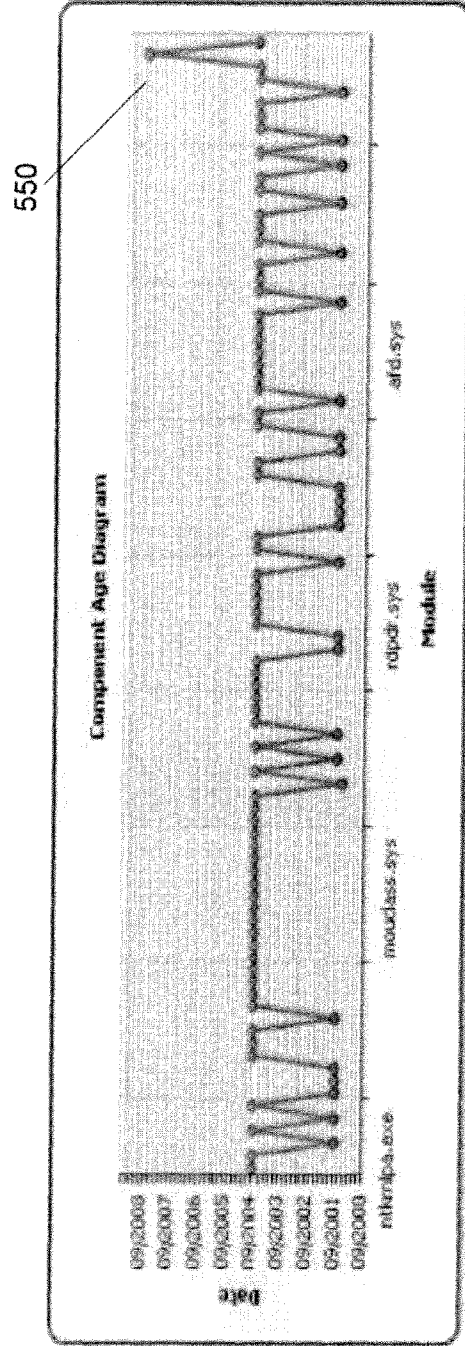 550
Component Age Diagram
Date
09/2008
09/2007
09/2006
09/2005
09/2004
09/2003
09/2002
09/2001
09/2000
ntkrnlpa.exe
mouclass.sys
rdpdr.sys
afd.sys
Module